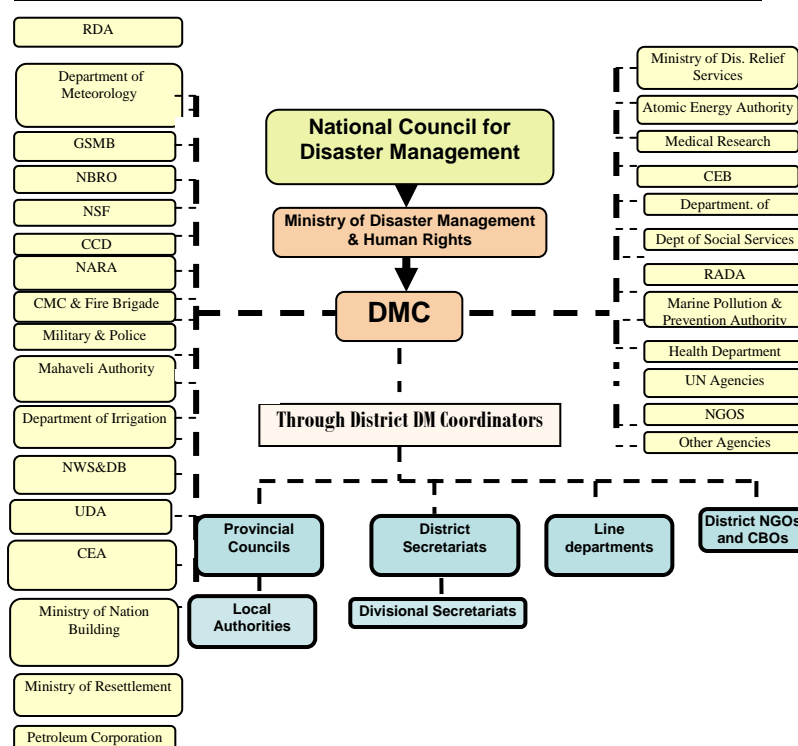 RDA
Department of
Meteorology
GSMB
NBRO
NSF
CCD
NARA
CMC & Fire Brigade
Military & Police
Mahaveli Authority
Department of Irrigation
NWS&DB
UDA
CEA
Ministry of Nation
Building
Ministry of Resettlement
Petroleum Corporation
National Council for
Disaster Management
Ministry of Disaster Management
& Human Rights
DMC
Through District DM Coordinators
Provincial
Councils
District
Secretariats
Line
departments
District NGOs
and CBOs
Local
Authorities
Divisional Secretariats
Ministry of Dis. Relief
Services
Atomic Energy Authority
Medical Research
CEB
Department. of
Dept of Social Services
RADA
Marine Pollution &
Prevention Authority
Health Department
UN Agencies
NGOS
Other Agencies